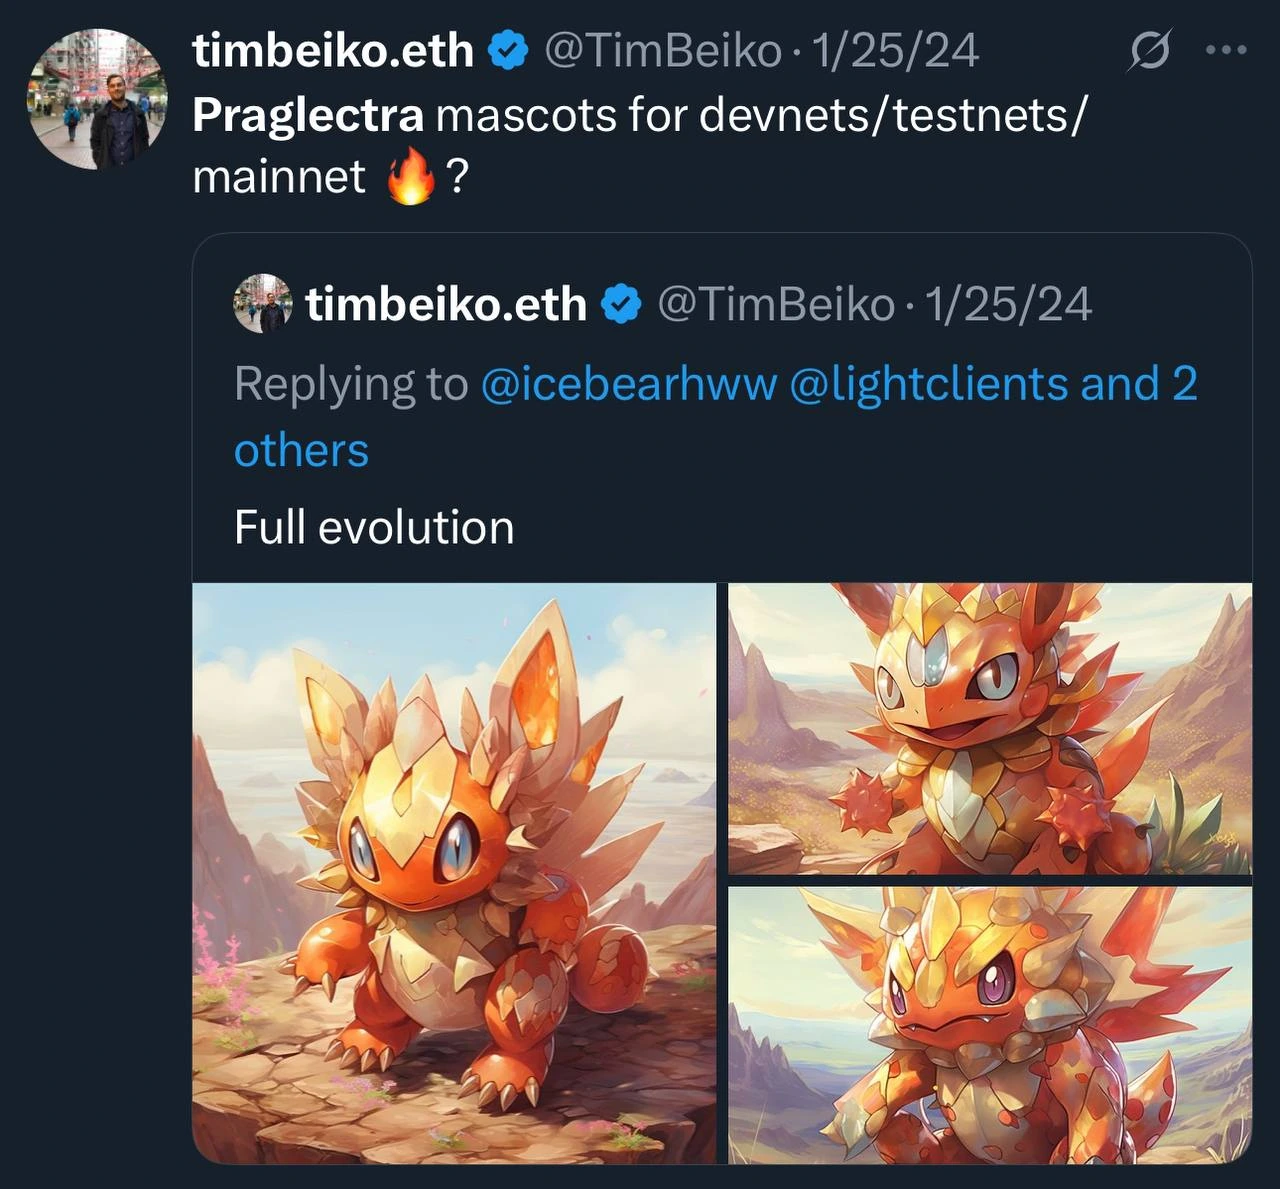 timbeiko.eth @TimBeiko · 1/25/24
Praglectra mascots for devnets/testnets/
mainnet 🔥?
timbeiko.eth @TimBeiko · 1/25/24
Replying to @icebearhww @lightclients and 2
others
Full evolution